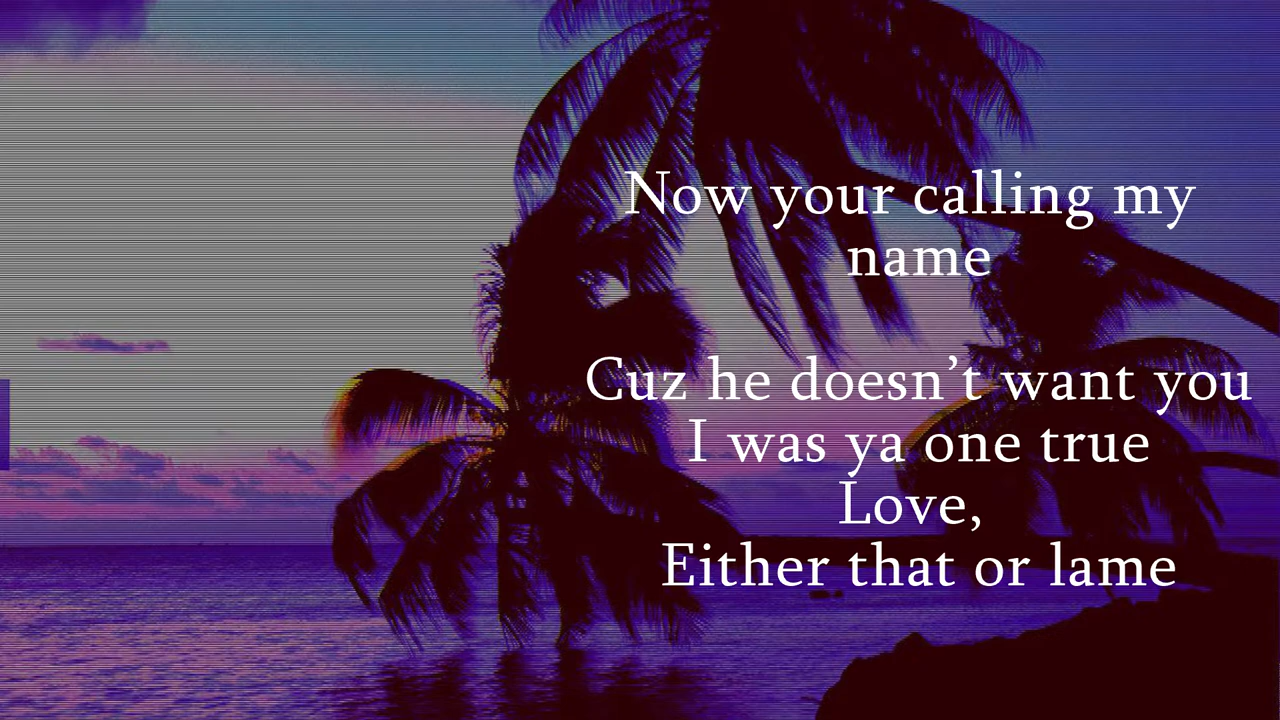 Now your calling my
name
Cuz he doesn’t want you
I was ya one true
Love,
Either that or lame